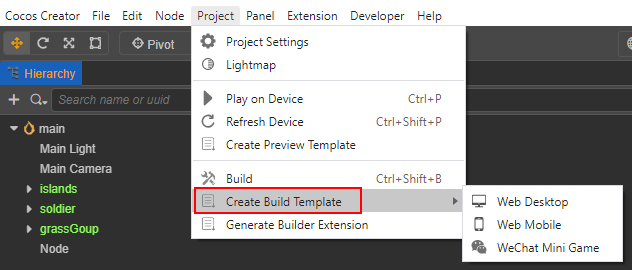 Cocos Creator File Edit Node Project Panel Extension Developer Help
Pivot
Hierarchy
Search name or uuid
main
Main Light
Main Camera
islands
soldier
grassGoup
Node
Project Settings
Lightmap
Play on Device Ctrl+P
Refresh Device Ctrl+Shift+P
Create Preview Template
Build Ctrl+Shift+B
Create Build Template
Generate Builder Extension
Web Desktop
Web Mobile
WeChat Mini Game